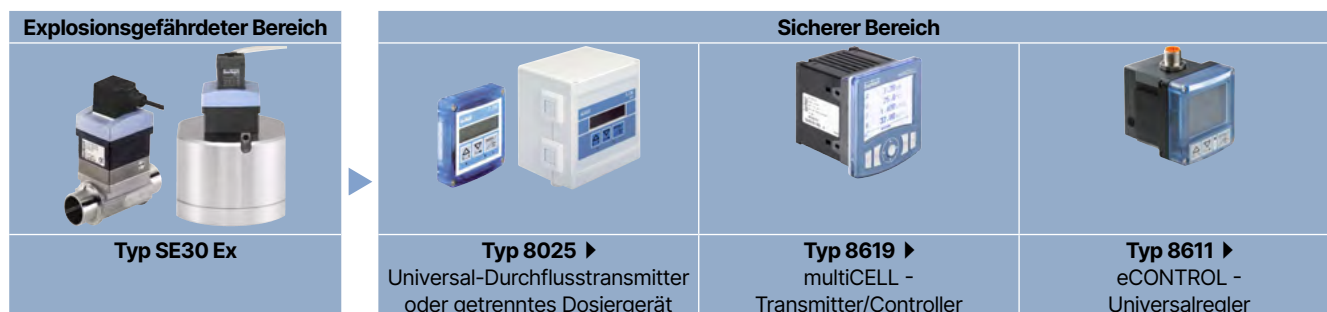 Explosionsgefährdeter Bereich
Sicherer Bereich
Typ SE30 Ex
Typ 8025
Universal-Durchflusstransmitter
oder getrenntes Dosiergerät
Typ 8619
multiCELL -
Transmitter/Controller
Typ 8611
eCONTROL -
Universalregler